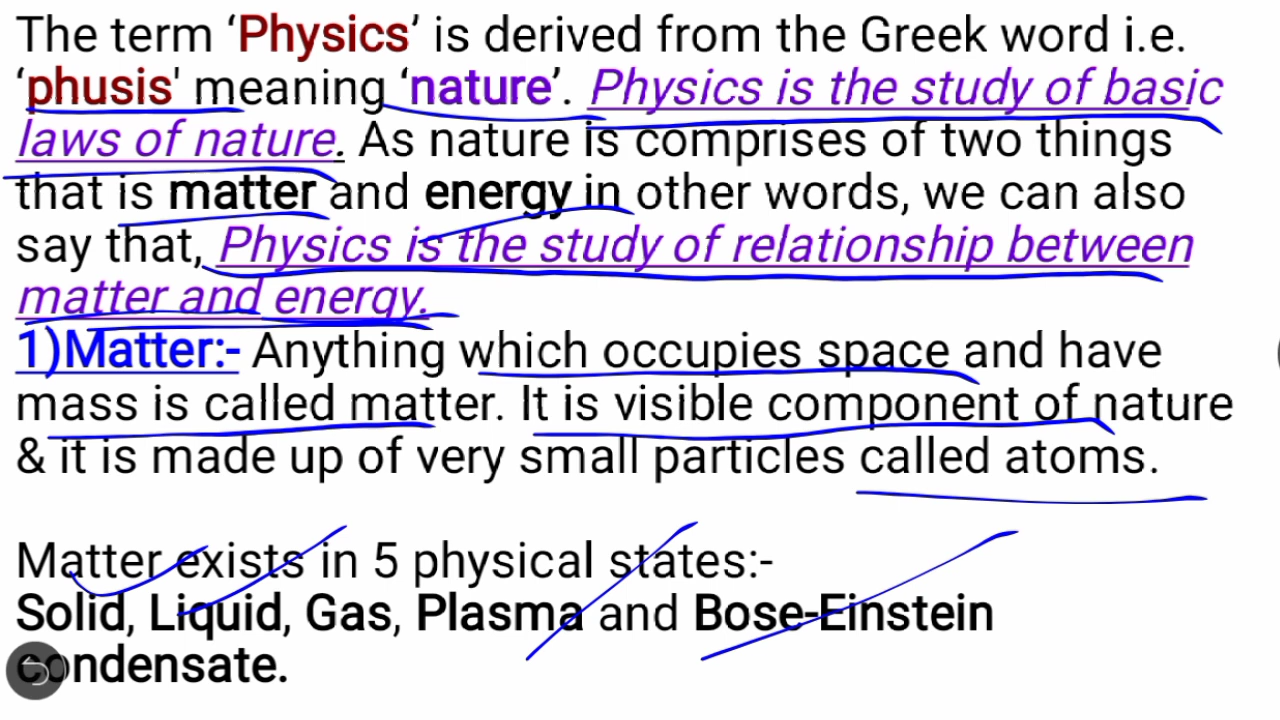 The term ‘Physics’ is derived from the Greek word i.e.
‘phusis' meaning ‘nature’. Physics is the study of basic
laws of nature. As nature is comprises of two things
that is matter and energy in other words, we can also
say that, Physics is the study of relationship between
matter and energy.
1)Matter:- Anything which occupies space and have
mass is called matter. It is visible component of nature
& it is made up of very small particles called atoms.
Matter exists in 5 physical states:-
Solid, Liquid, Gas, Plasma and Bose-Einstein
condensate.